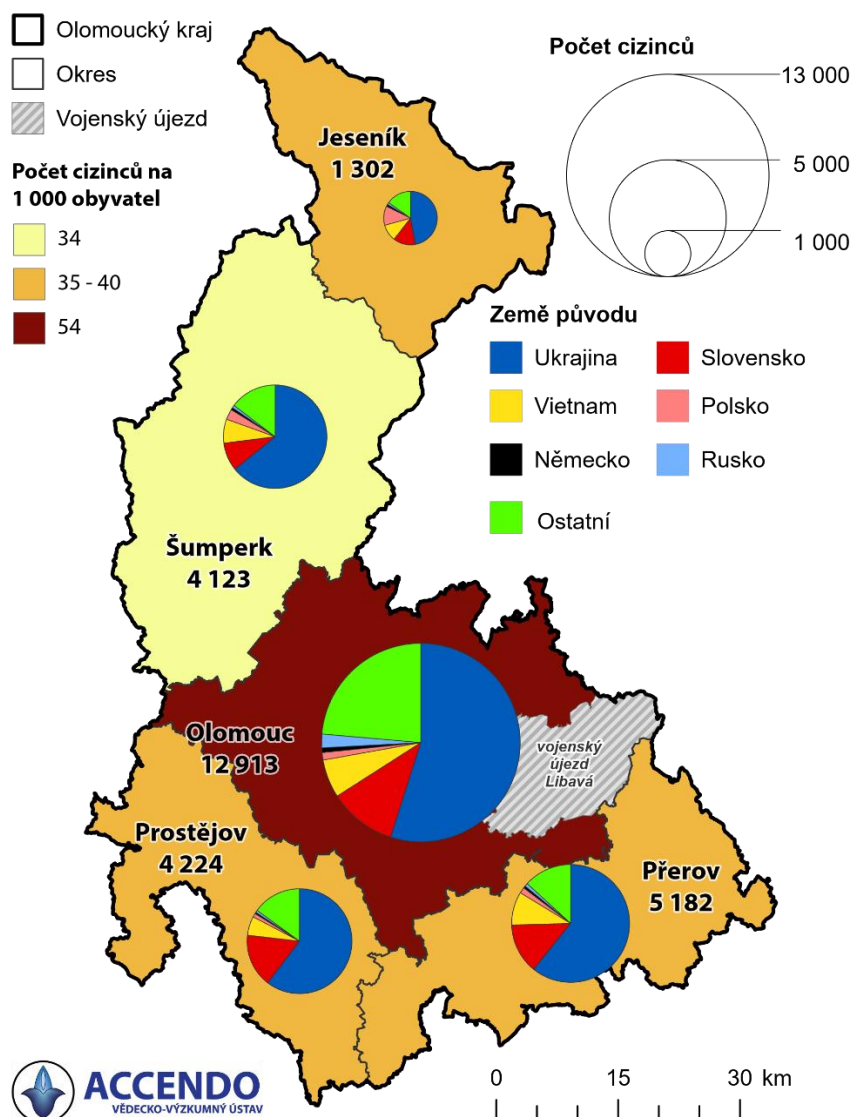 Olomoucký kraj
Okres
Vojenský újezd
Počet cizinců na
1 000 obyvatel
34
35 - 40
54
Počet cizinců
13 000
5 000
1 000
Země původu
Ukrajina
Slovensko
Vietnam
Polsko
Německo
Rusko
Ostatní
Jeseník
1 302
Šumperk
4 123
Olomouc
12 913
vojenský
újezd
Libavá
Prostějov
4 224
Přerov
5 182
ACCENDO
VĚDECKO-VÝZKUMNÝ ÚSTAV
0 15 30 km